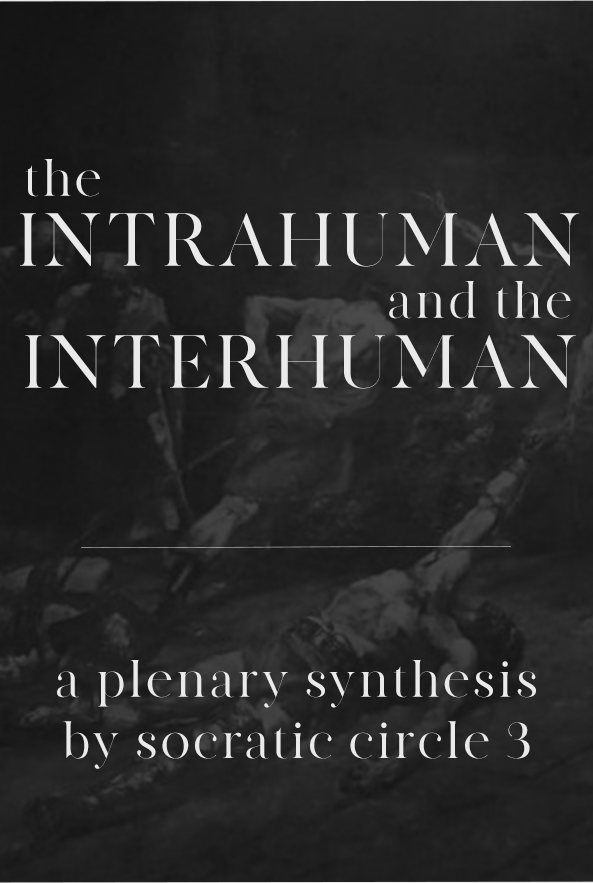 the
INTRAHUMAN
and the
INTERHUMAN
a plenary synthesis
by socratic circle 3